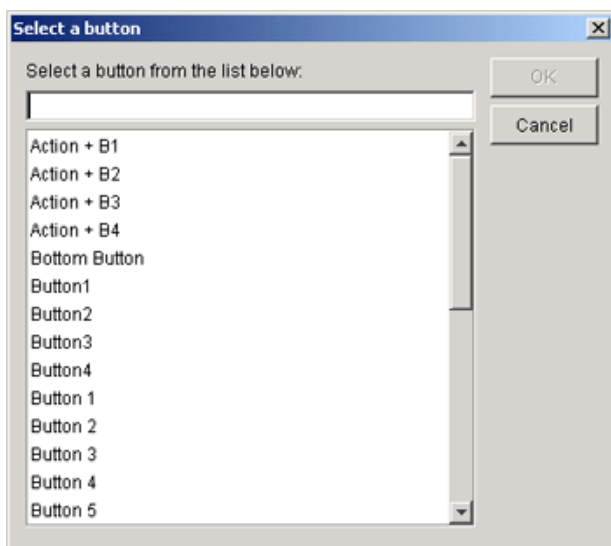 Select a button
Select a button from the list below:
OK
Cancel
Action + B1
Action + B2
Action + B3
Action + B4
Bottom Button
Button1
Button2
Button3
Button4
Button 1
Button 2
Button 3
Button 4
Button 5